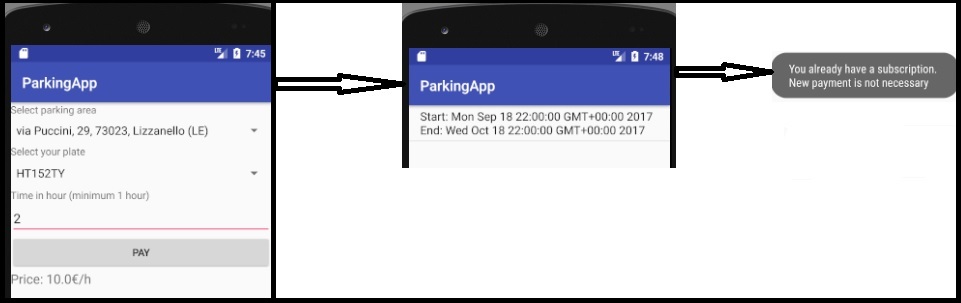 LTE 7:45
ParkingApp
Select parking area
via Puccini, 29, 73023, Lizzanello (LE)
Select your plate
HT152TY
Time in hour (minimum 1 hour)
2
PAY
Price: 10.0€/h
LTE 7:48
ParkingApp
Start: Mon Sep 18 22:00:00 GMT+00:00 2017
End: Wed Oct 18 22:00:00 GMT+00:00 2017
You already have a subscription.
New payment is not necessary